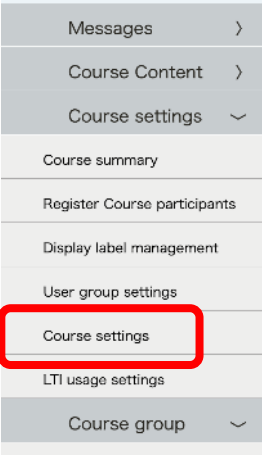 Messages
Course Content
Course settings
Course summary
Register Course participants
Display label management
User group settings
Course settings
LTI usage settings
Course group